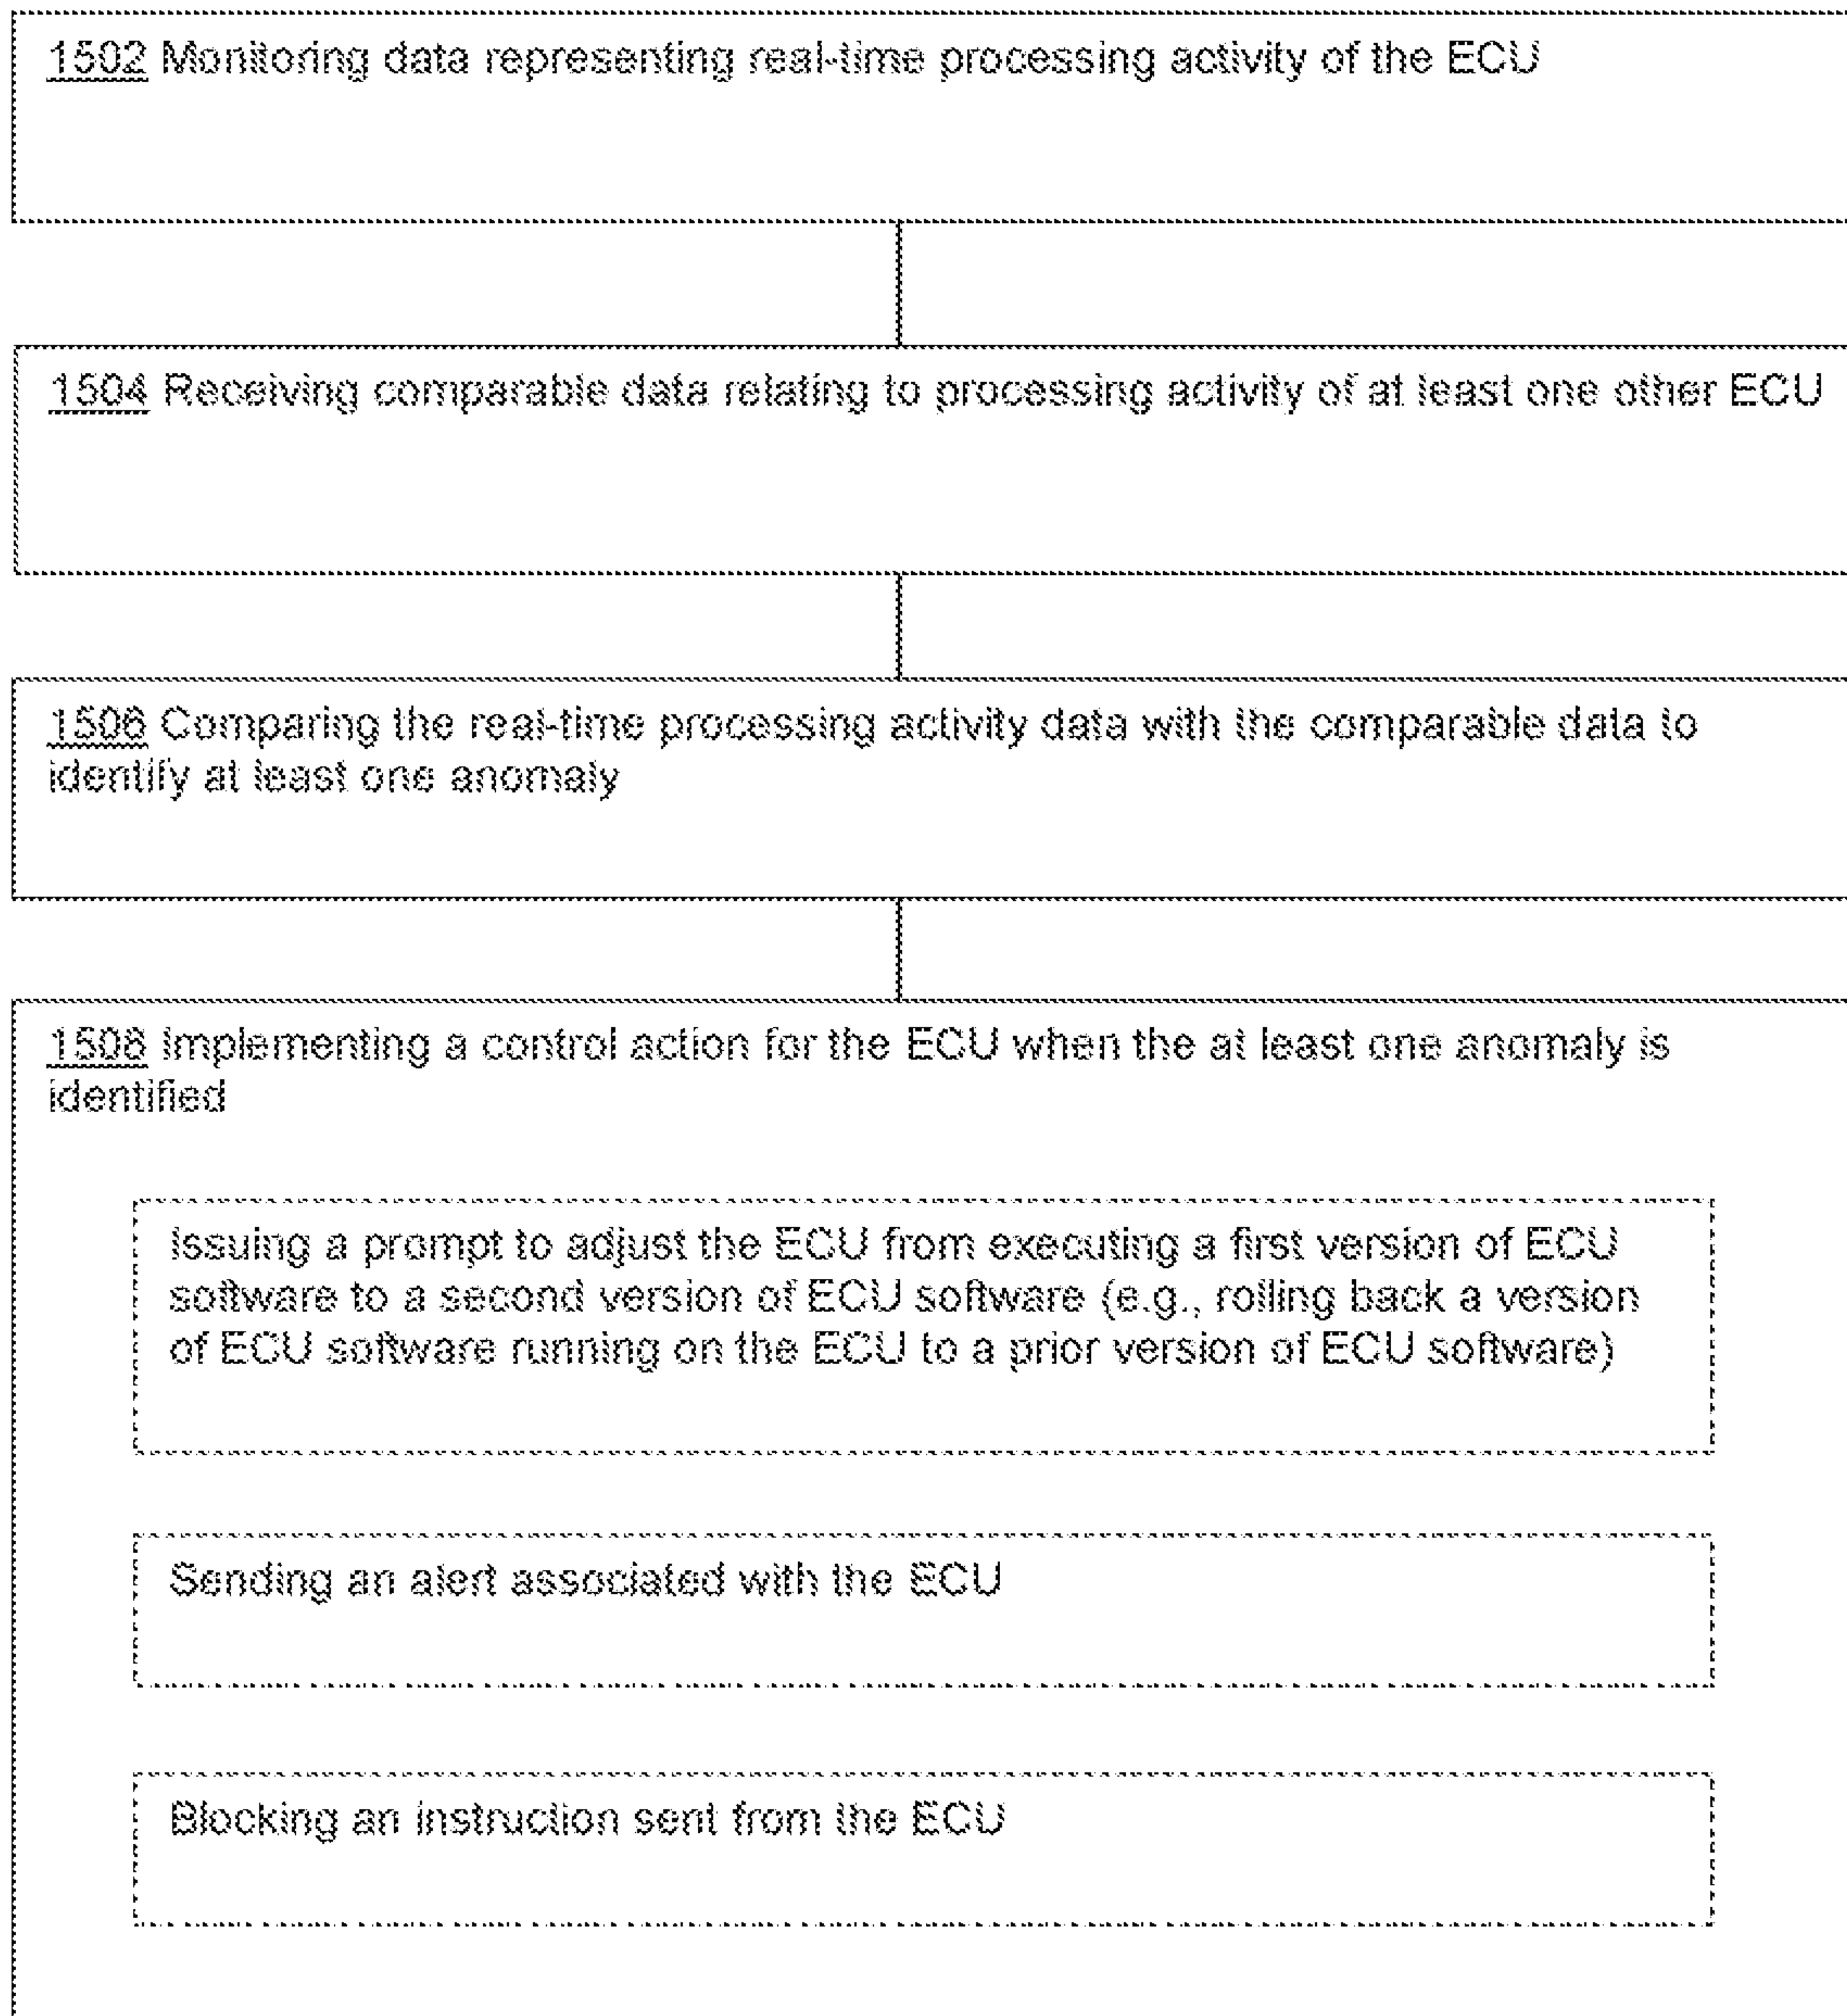 1502 Monitoring data representing real-time processing activity of the ECU
1504 Receiving comparable data relating to processing activity of at least one other ECU
1506 Comparing the real-time processing activity data with the comparable data to
identify at least one anomaly
1508 Implementing a control action for the ECU when the at least one anomaly is
identified
Issuing a prompt to adjust the ECU from executing a first version of ECU
software to a second version of ECU software (e.g., rolling back a version
of ECU software running on the ECU to a prior version of ECU software)
Sending an alert associated with the ECU
Blocking an instruction sent from the ECU